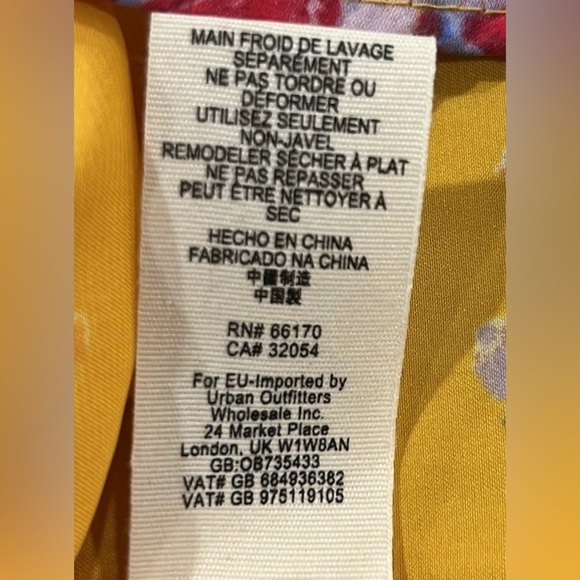 MAIN FROID DE LAVAGE
SÉPARÉMENT
NE PAS TORDRE OU
DÉFORMER
UTILISEZ SEULEMENT
NON-JAVEL
REMODELER SÉCHER À PLAT
NE PAS REPASSER
PEUT ÊTRE NETTOYER À
SEC
HECHO EN CHINA
FABRICADO NA CHINA
中國制造
中国製
RN# 66170
CA# 32054
For EU-Imported by
Urban Outfitters
Wholesale Inc.
24 Market Place
London, UK W1W8AN
GB:OB735433
VAT# GB 684936382
VAT# GB 975119105